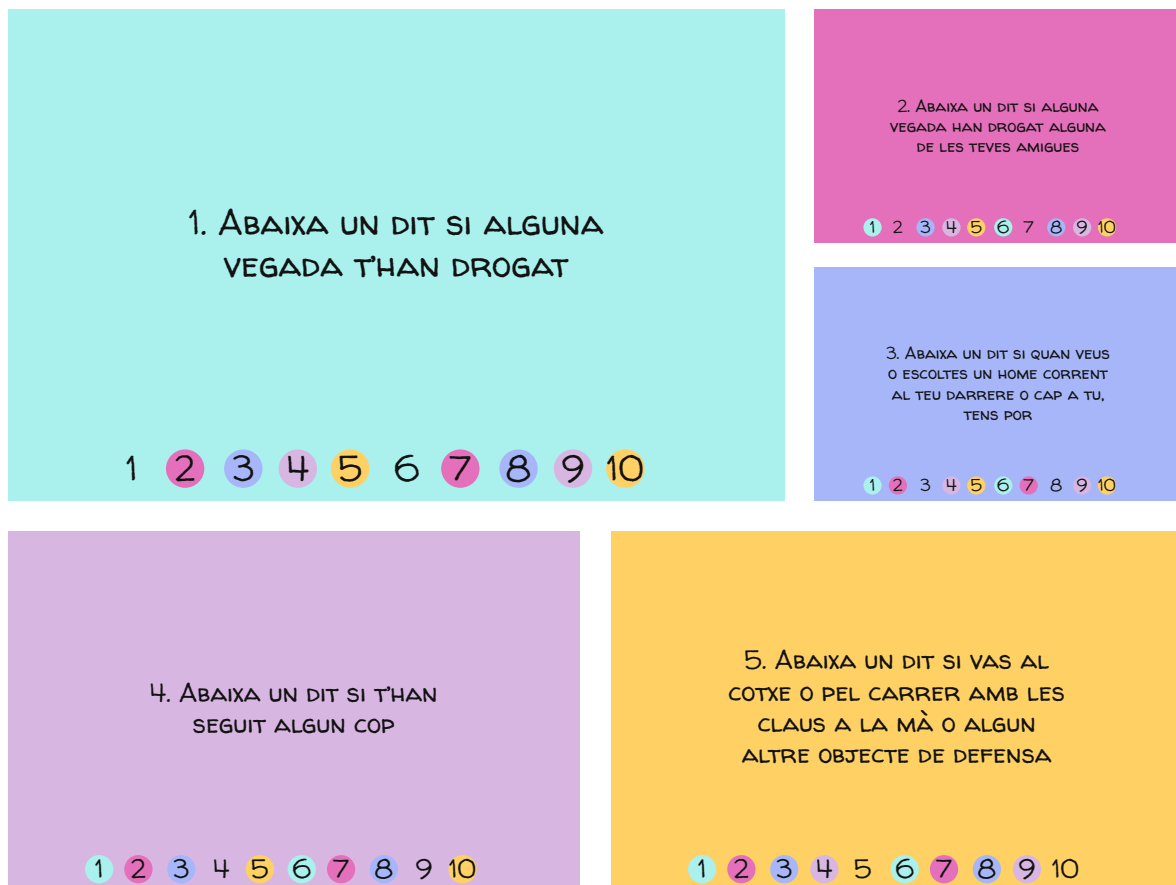 1. Abaixa un dit si alguna
vegada t'han drogat
1 2 3 4 5 6 7 8 9 10
2. Abaixa un dit si alguna
vegada han drogat alguna
de les teves amigues
1 2 3 4 5 6 7 8 9 10
3. Abaixa un dit si quan veus
o escoltes un home corrent
al teu darrere o cap a tu,
tens por
1 2 3 4 5 6 7 8 9 10
4. Abaixa un dit si t'han
seguit algun cop
1 2 3 4 5 6 7 8 9 10
5. Abaixa un dit si vas al
cotxe o pel carrer amb les
claus a la mà o algun
altre objecte de defensa
1 2 3 4 5 6 7 8 9 10